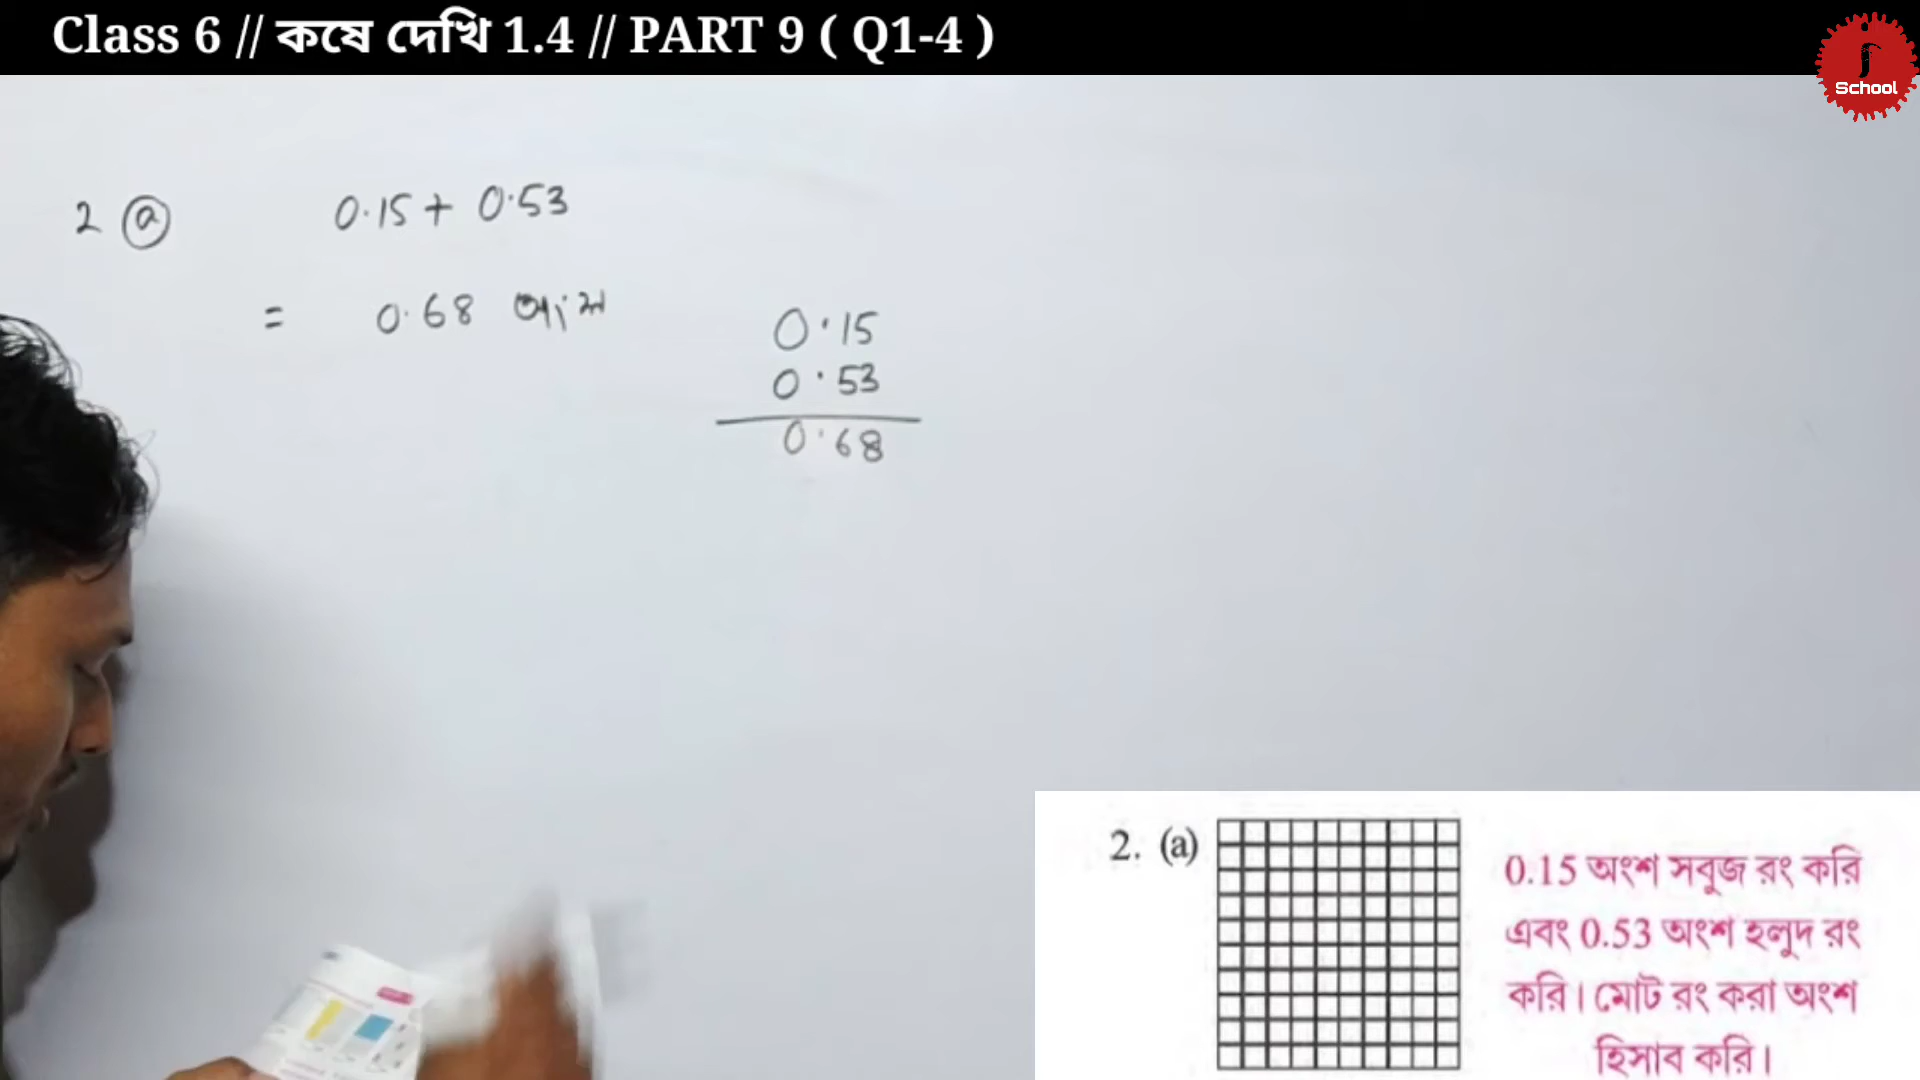 Class 6 // কষে দেখি 1.4 // PART 9 ( Q1-4 )
School
2 (a) 0.15 + 0.53
= 0.68 অংশ
0.15
0.53
0.68
2. (a)
0.15 অংশ সবুজ রং করি
এবং 0.53 অংশ হলুদ রং
করি। মোট রং করা অংশ
হিসাব করি।